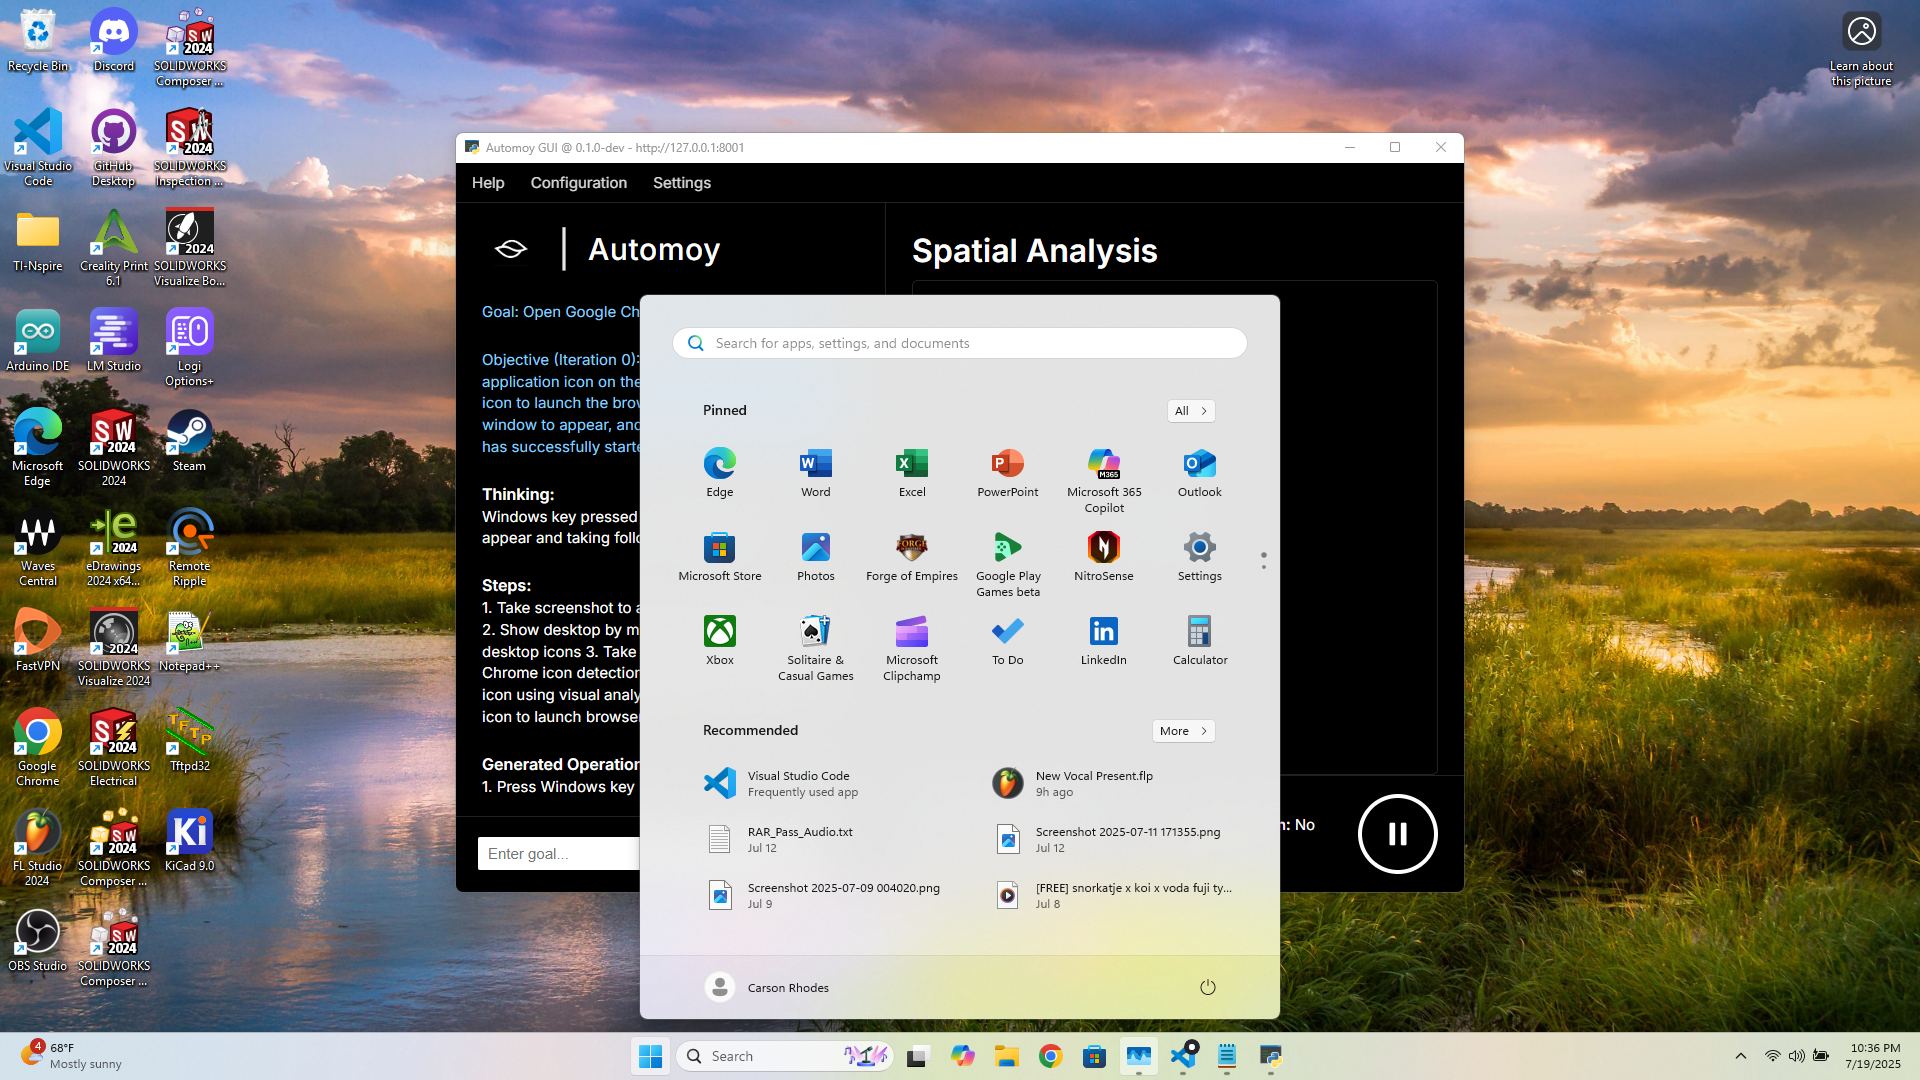 Recycle Bin
Discord
SOLIDWORKS
Composer ...
Visual Studio
Code
GitHub
Desktop
SOLIDWORKS
Inspection ...
TI-Nspire
Creality Print
6.1
SOLIDWORKS
Visualize Bo...
Arduino IDE
LM Studio
Logi
Options+
Microsoft
Edge
SOLIDWORKS
2024
Steam
Waves
Central
eDrawings
2024 x64...
Remote
Ripple
FastVPN
SOLIDWORKS
Visualize 2024
Notepad++
Google
Chrome
SOLIDWORKS
Electrical
Tftpd32
FL Studio
2024
SOLIDWORKS
Composer ...
KiCad 9.0
OBS Studio
SOLIDWORKS
Composer ...
Learn about
this picture
Automoy GUI @ 0.1.0-dev - http://127.0.0.1:8001
Help Configuration Settings
Automoy
Spatial Analysis
Goal: Open Google Ch
Objective (Iteration 0):
application icon on the
icon to launch the brow
window to appear, and
has successfully starte
Thinking:
Windows key pressed
appear and taking follo
Steps:
1. Take screenshot to a
2. Show desktop by m
desktop icons 3. Take
Chrome icon detection
icon using visual analy
icon to launch browser
Generated Operation
1. Press Windows key
Enter goal...
n: No
Search for apps, settings, and documents
Pinned
All
Edge
Word
Excel
PowerPoint
Microsoft 365
Copilot
Outlook
Microsoft Store
Photos
Forge of Empires
Google Play
Games beta
NitroSense
Settings
Xbox
Solitaire &
Casual Games
Microsoft
Clipchamp
To Do
LinkedIn
Calculator
Recommended
More
Visual Studio Code
Frequently used app
New Vocal Present.flp
9h ago
RAR_Pass_Audio.txt
Jul 12
Screenshot 2025-07-11 171355.png
Jul 12
Screenshot 2025-07-09 004020.png
Jul 9
[FREE] snorkatje x koi x voda fuji ty...
Jul 8
Carson Rhodes
4
68°F
Mostly sunny
Search
10:36 PM
7/19/2025